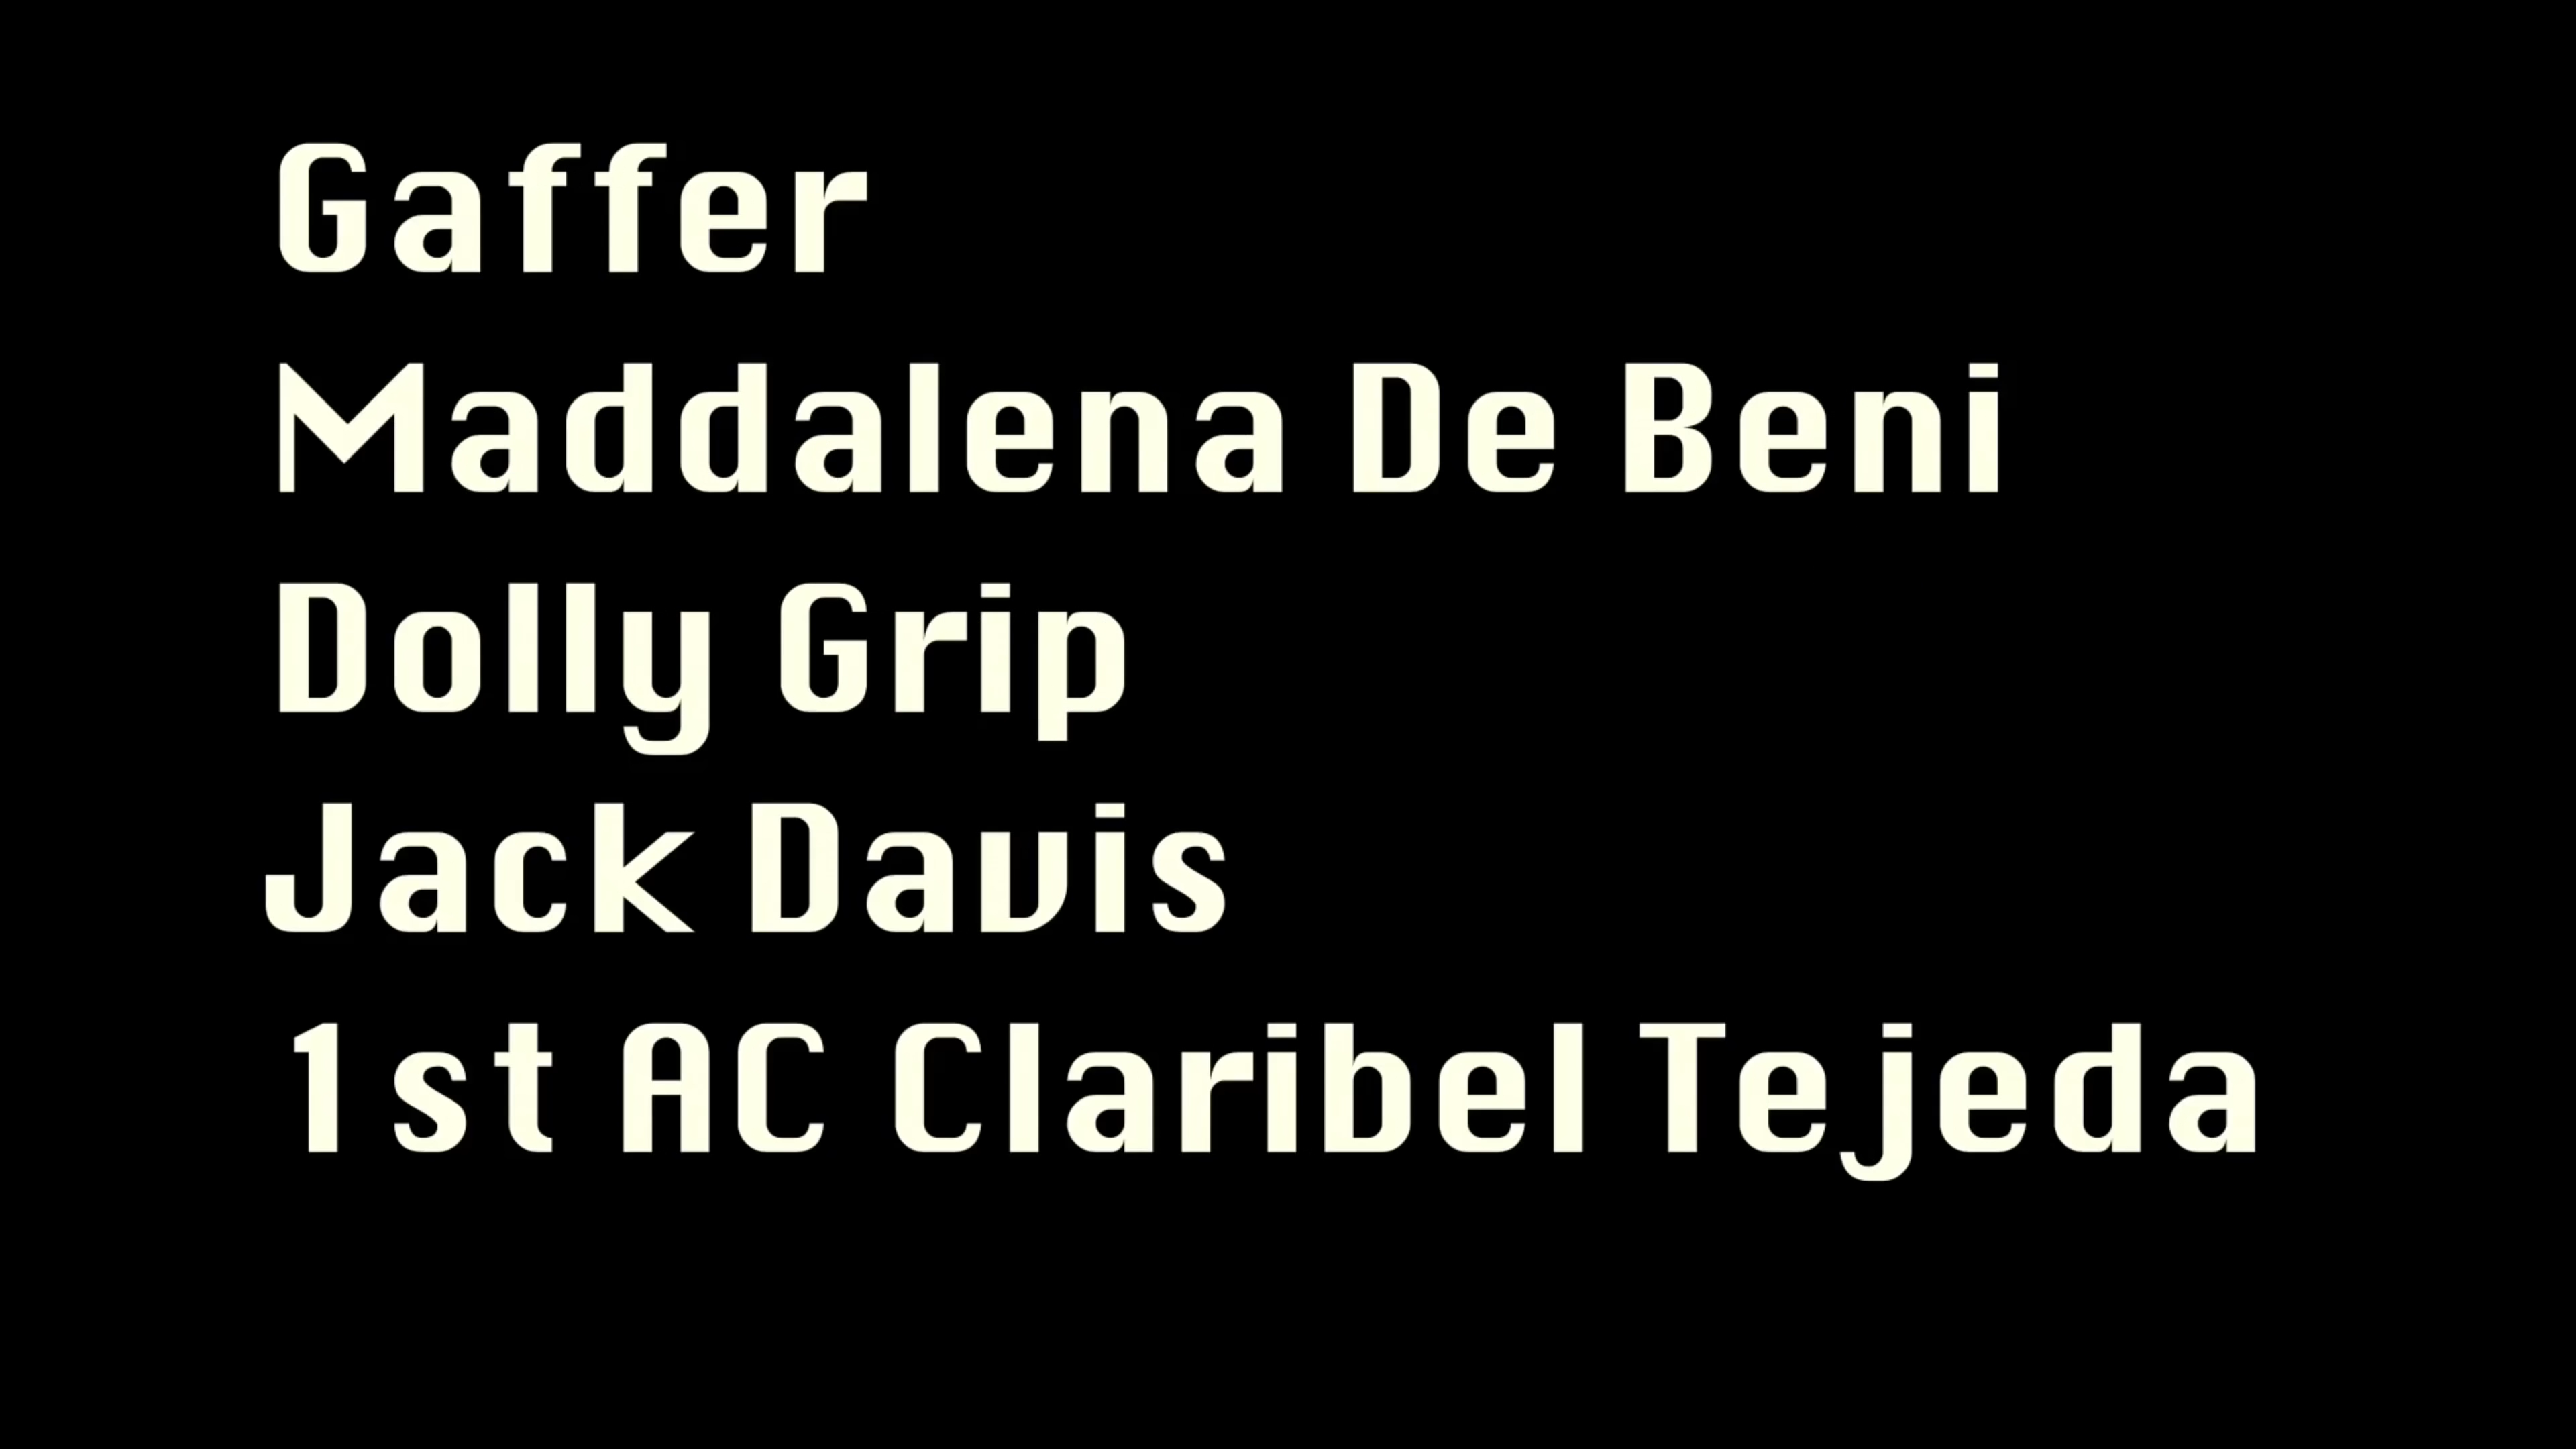 Gaffer
Maddalena De Beni
Dolly Grip
Jack Davis
1st AC Claribel Tejeda